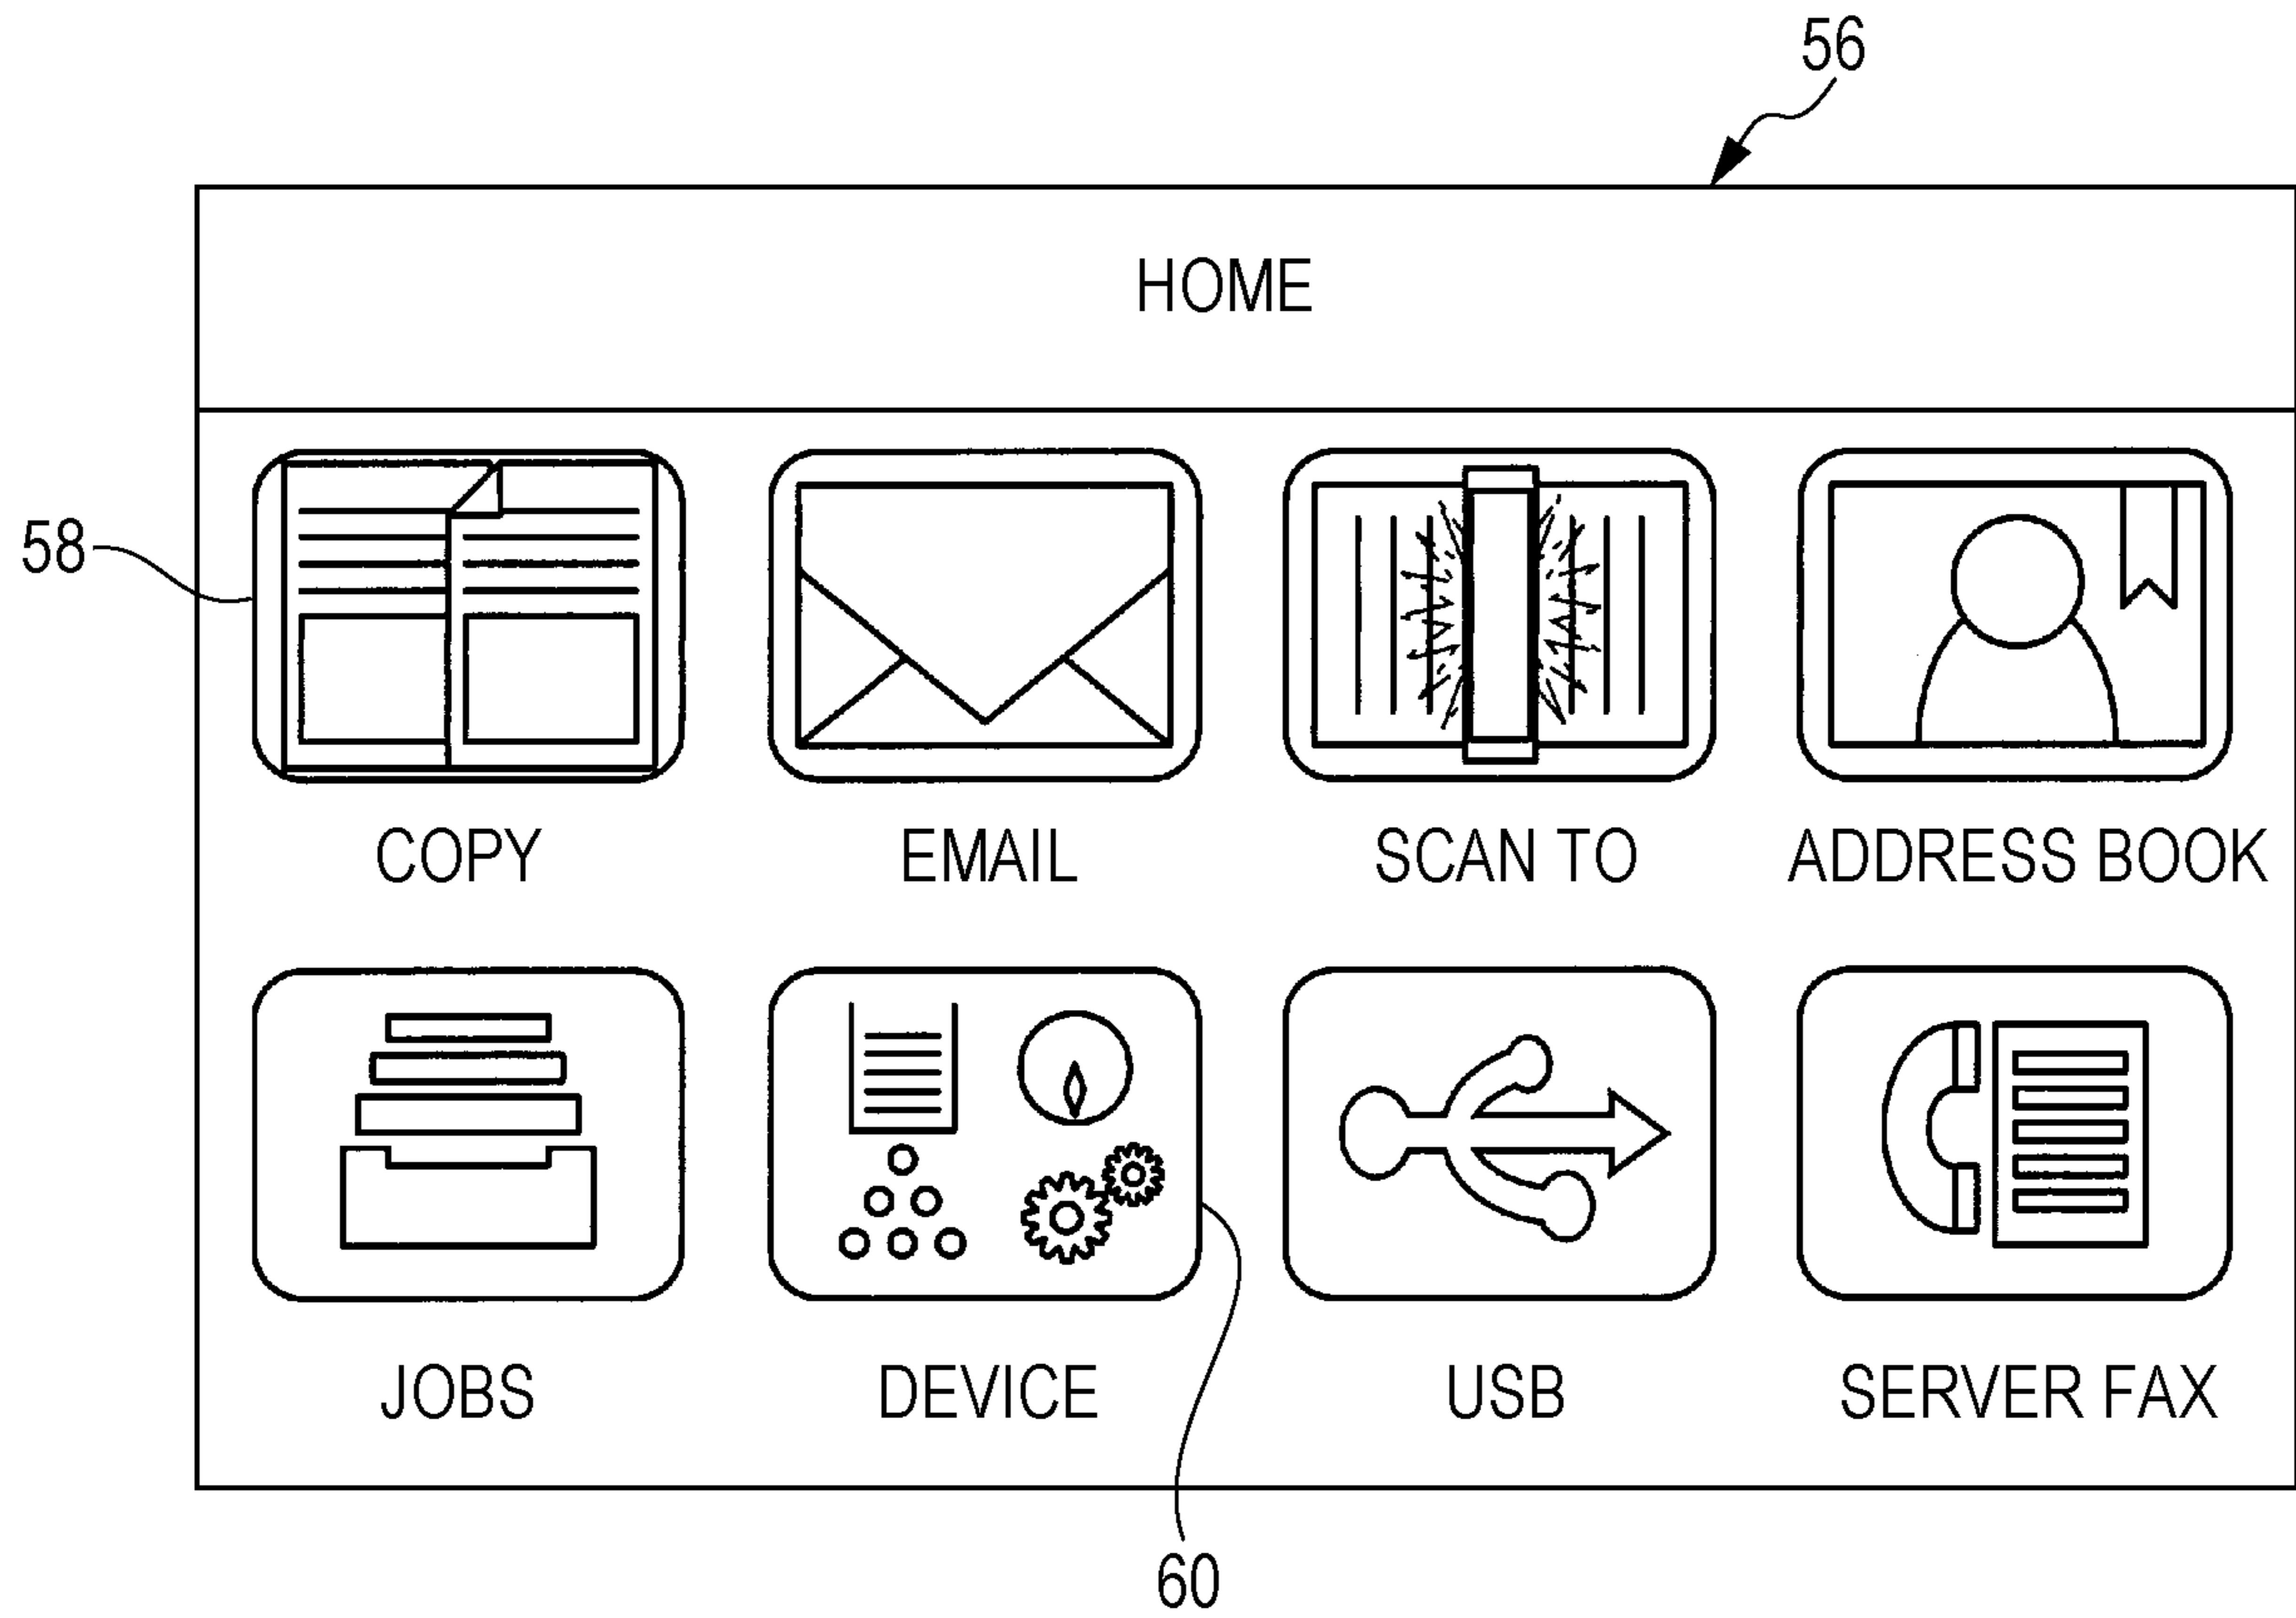 56
HOME
58
COPY EMAIL SCAN TO ADDRESS BOOK
JOBS DEVICE USB SERVER FAX
60